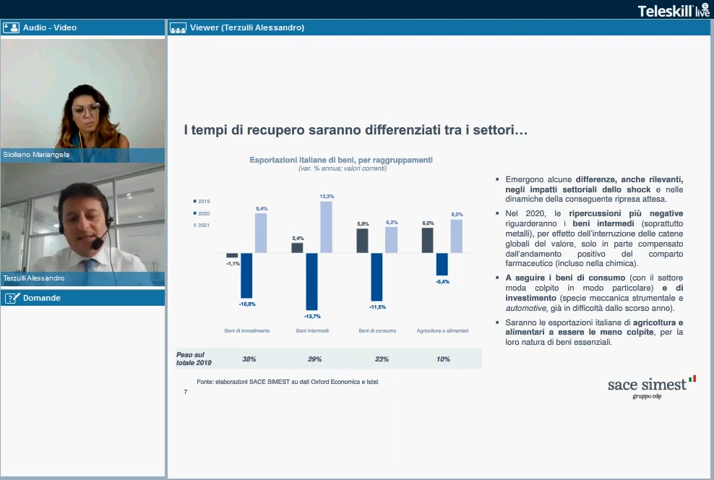 Teleskill live
Audio - Video
Viewer (Terzulli Alessandro)
Siciliano Mariangela
Terzulli Alessandro
Domande
I tempi di recupero saranno differenziati tra i settori…
Esportazioni italiane di beni, per raggruppamenti
(var. % annua; valori correnti)
2019
2020
2021
9,4%
12,3%
2,4%
5,8%
6,2%
6,0%
8,0%
-1,1%
-5,4%
-11,5%
-13,7%
Beni di investimento
Beni intermedi
Beni di consumo
Agricoltura e alimentari
Peso sul
totale 2019
38%
29%
23%
10%
Fonte: elaborazioni SACE SIMEST su dati Oxford Economics e Istat
7
▪ Emergono alcune differenze, anche rilevanti,
negli impatti settoriali dello shock e nelle
dinamiche della conseguente ripresa attesa.
▪ Nel 2020, le ripercussioni più negative
riguarderanno i beni intermedi (soprattutto
metalli), per effetto dell'interruzione delle catene
globali del valore, solo in parte compensato
dall'andamento positivo del comparto
farmaceutico (incluso nella chimica).
▪ A seguire i beni di consumo (con il settore
moda colpito in modo particolare) e di
investimento (specie meccanica strumentale e
automotive, già in difficoltà dallo scorso anno).
▪ Saranno le esportazioni italiane di agricoltura e
alimentari a essere le meno colpite, per la
loro natura di beni essenziali.
sace simest
gruppo cdp